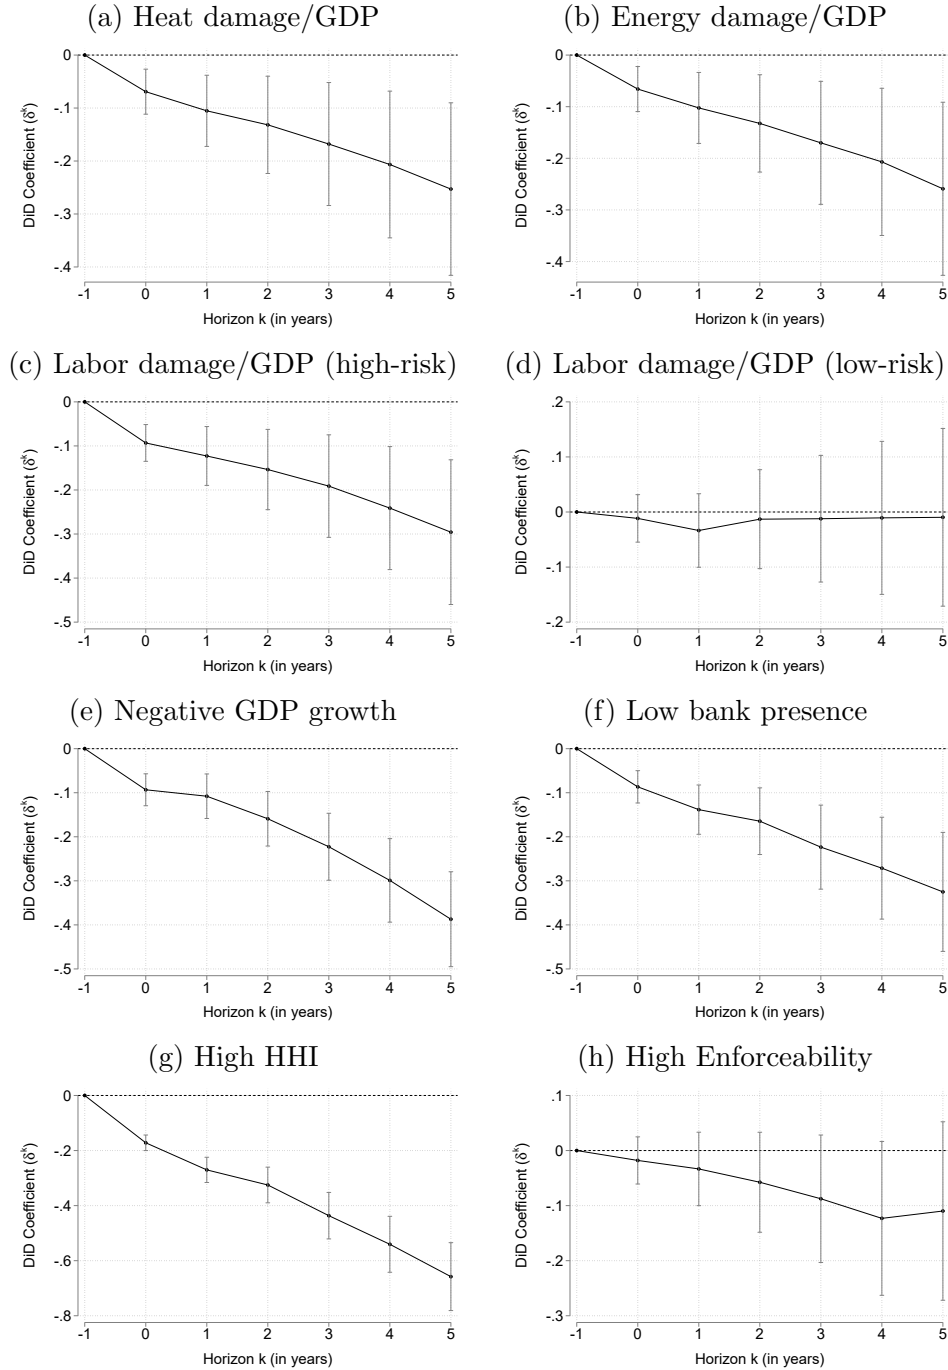 (a) Heat damage/GDP
0
-.1
-.2
-.3
-.4
DiD Coefficient (δᵏ)
-1 0 1 2 3 4 5
Horizon k (in years)
(b) Energy damage/GDP
0
-.1
-.2
-.3
-.4
DiD Coefficient (δᵏ)
-1 0 1 2 3 4 5
Horizon k (in years)
(c) Labor damage/GDP (high-risk)
0
-.1
-.2
-.3
-.4
-.5
DiD Coefficient (δᵏ)
-1 0 1 2 3 4 5
Horizon k (in years)
(d) Labor damage/GDP (low-risk)
.2
.1
0
-.1
-.2
DiD Coefficient (δᵏ)
-1 0 1 2 3 4 5
Horizon k (in years)
(e) Negative GDP growth
0
-.1
-.2
-.3
-.4
-.5
DiD Coefficient (δᵏ)
-1 0 1 2 3 4 5
Horizon k (in years)
(f) Low bank presence
0
-.1
-.2
-.3
-.4
-.5
DiD Coefficient (δᵏ)
-1 0 1 2 3 4 5
Horizon k (in years)
(g) High HHI
0
-.2
-.4
-.6
-.8
DiD Coefficient (δᵏ)
-1 0 1 2 3 4 5
Horizon k (in years)
(h) High Enforceability
.1
0
-.1
-.2
-.3
DiD Coefficient (δᵏ)
-1 0 1 2 3 4 5
Horizon k (in years)